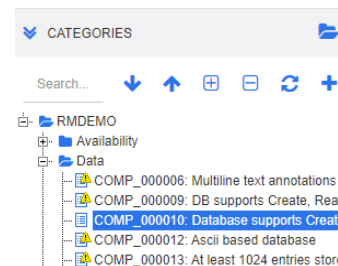 CATEGORIES
Search...
RMDEMO
Availability
Data
COMP_000006: Multiline text annotations
COMP_000009: DB supports Create, Rea
COMP_000010: Database supports Creat
COMP_000012: Ascii based database
COMP_000013: At least 1024 entries store